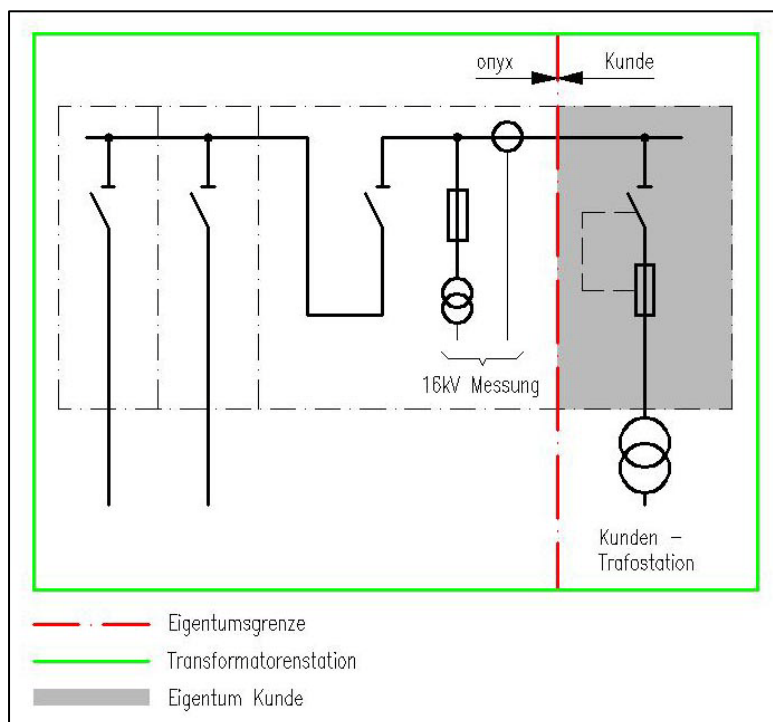 onyx Kunde
16kV Messung
Kunden –
Trafostation
Eigentumsgrenze
Transformatorenstation
Eigentum Kunde